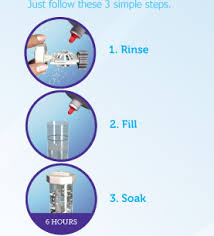 Just follow these 3 simple steps.
1. Rinse
2. Fill
3. Soak
6 HOURS